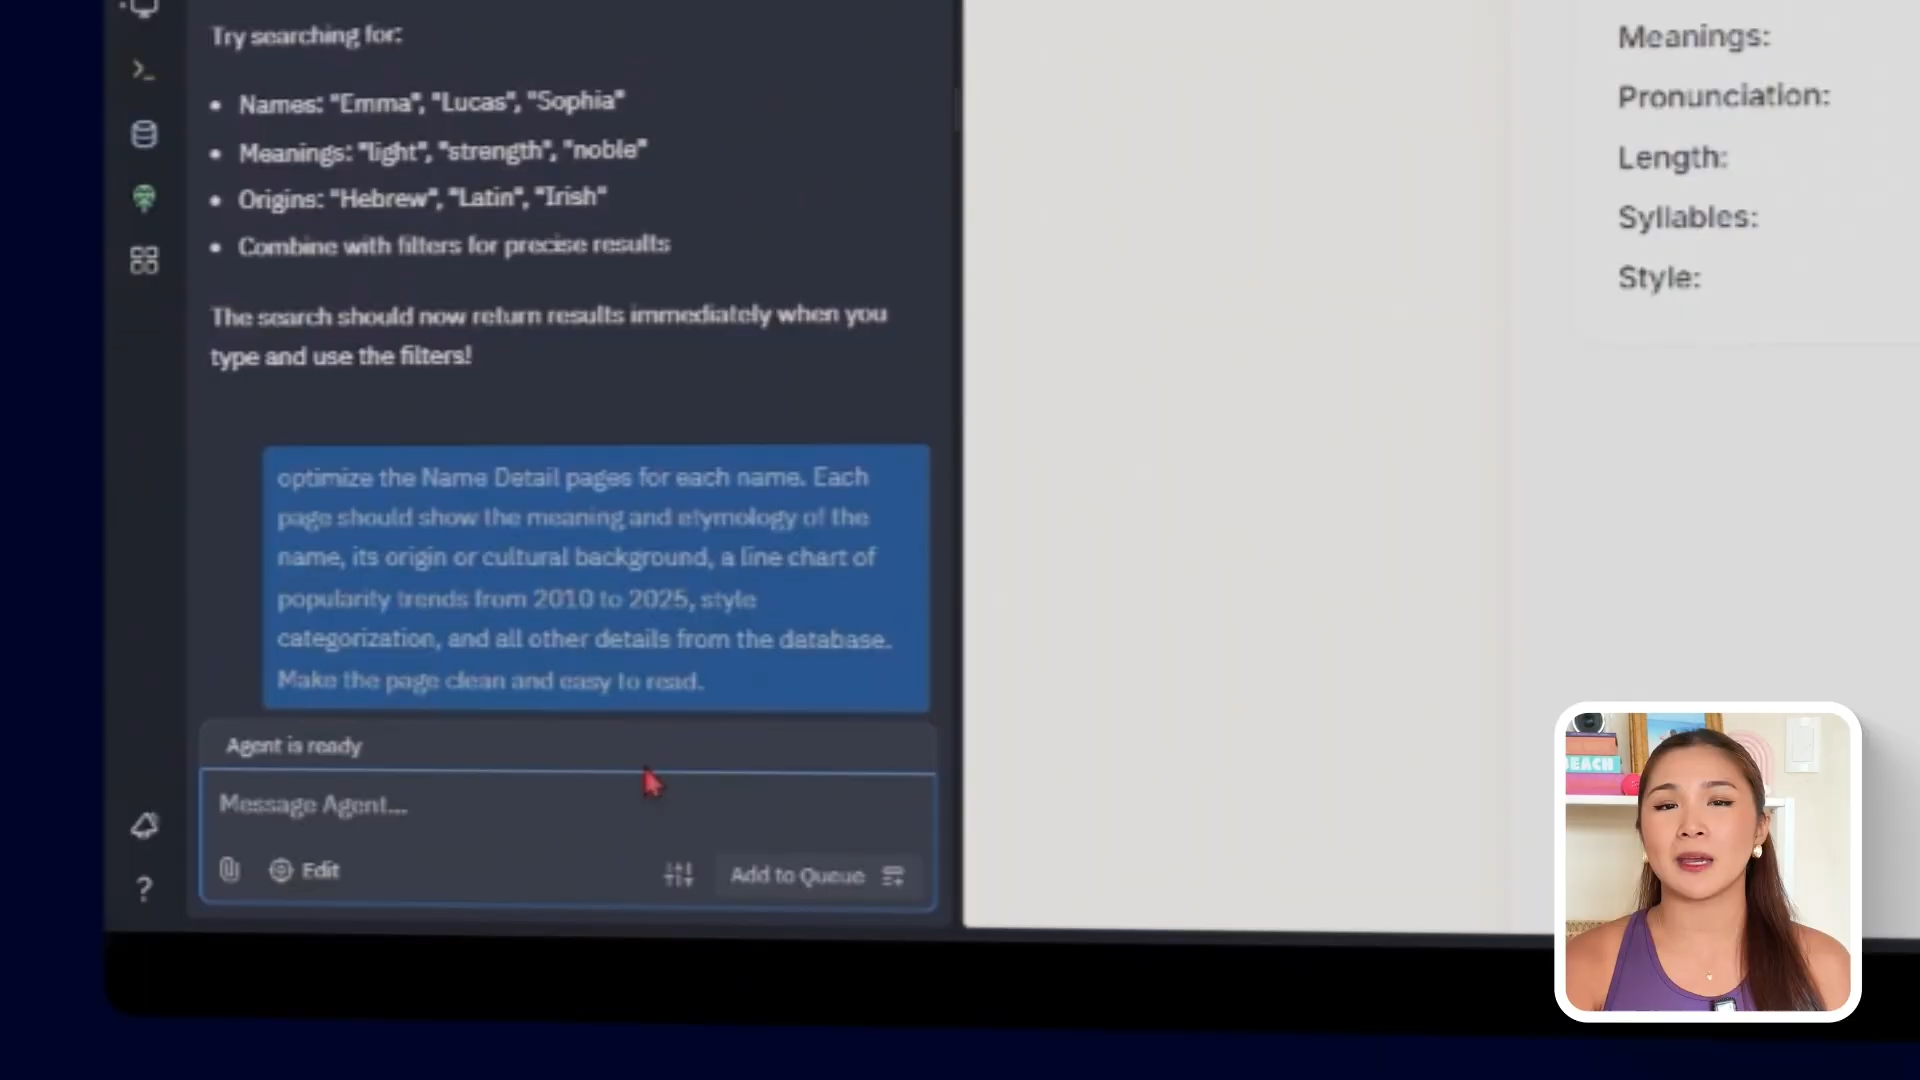 Try searching for:
• Names: "Emma", "Lucas", "Sophia"
• Meanings: "light", "strength", "noble"
• Origins: "Hebrew", "Latin", "Irish"
• Combine with filters for precise results
The search should now return results immediately when you
type and use the filters!
optimize the Name Detail pages for each name. Each
page should show the meaning and etymology of the
name, its origin or cultural background, a line chart of
popularity trends from 2010 to 2025, style
categorization, and all other details from the database.
Make the page clean and easy to read.
Agent is ready
Message Agent...
Edit
Add to Queue
?
Meanings:
Pronunciation:
Length:
Syllables:
Style:
BEACH